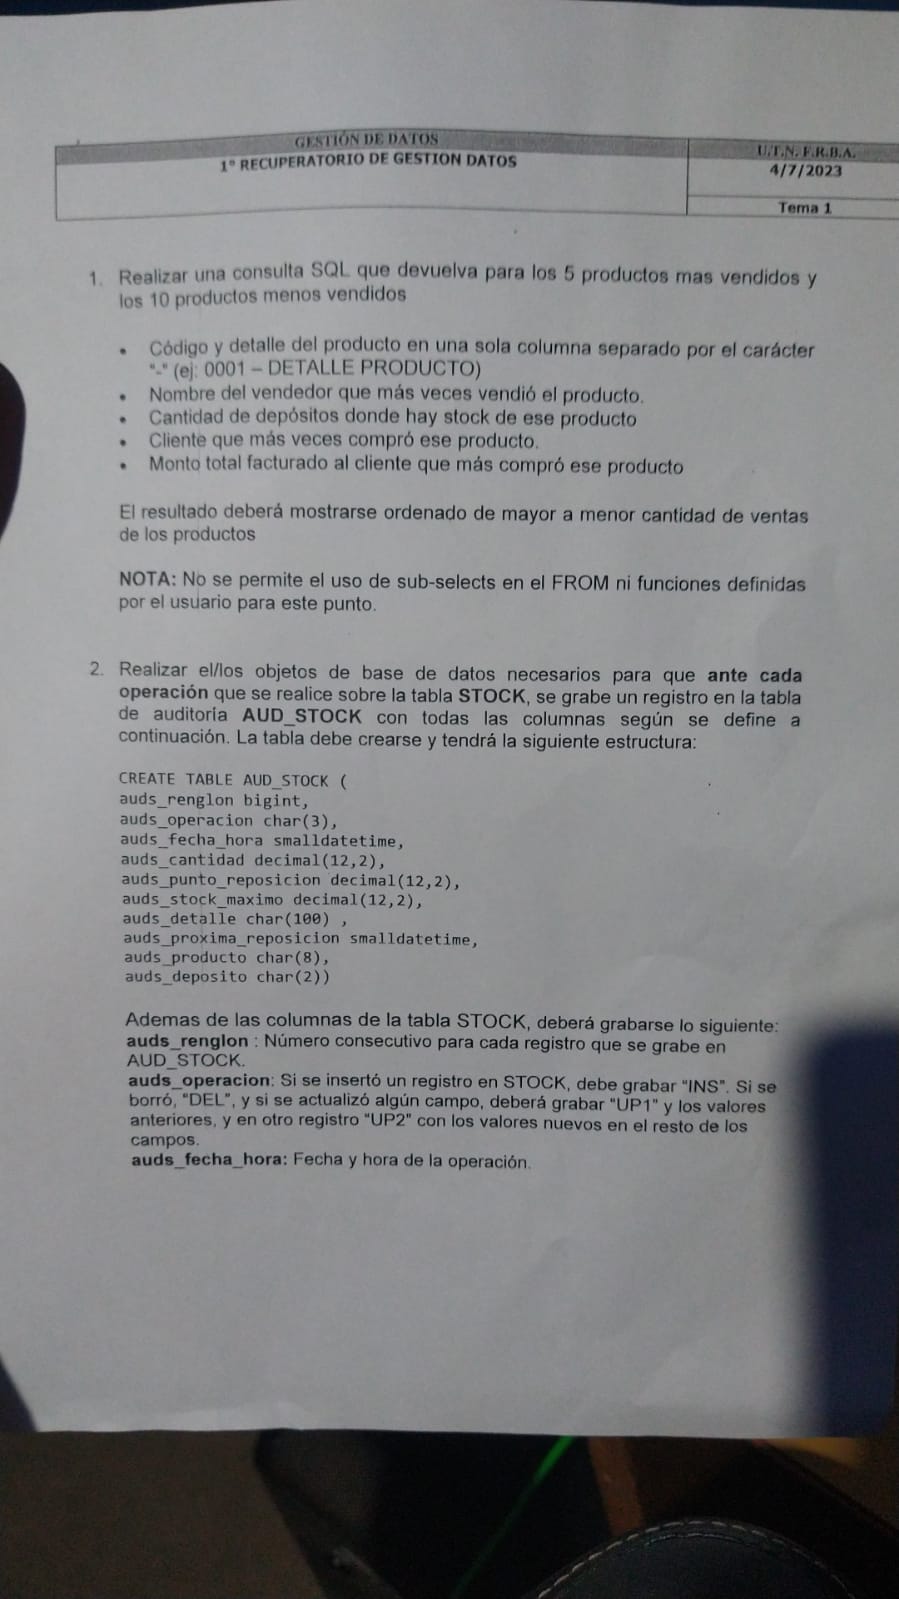 GESTIÓN DE DATOS
U.T.N. F.R.B.A.
1° RECUPERATORIO DE GESTION DATOS
4/7/2023
Tema 1
1. Realizar una consulta SQL que devuelva para los 5 productos mas vendidos y
los 10 productos menos vendidos
• Código y detalle del producto en una sola columna separado por el carácter
"-" (ej: 0001 – DETALLE PRODUCTO)
• Nombre del vendedor que más veces vendió el producto.
• Cantidad de depósitos donde hay stock de ese producto
• Cliente que más veces compró ese producto.
• Monto total facturado al cliente que más compró ese producto
El resultado deberá mostrarse ordenado de mayor a menor cantidad de ventas
de los productos
NOTA: No se permite el uso de sub-selects en el FROM ni funciones definidas
por el usuario para este punto.
2. Realizar el/los objetos de base de datos necesarios para que ante cada
operación que se realice sobre la tabla STOCK, se grabe un registro en la tabla
de auditoría AUD_STOCK con todas las columnas según se define a
continuación. La tabla debe crearse y tendrá la siguiente estructura:
CREATE TABLE AUD_STOCK (
auds_renglon bigint,
auds_operacion char(3),
auds_fecha_hora smalldatetime,
auds_cantidad decimal(12,2),
auds_punto_reposicion decimal(12,2),
auds_stock_maximo decimal(12,2),
auds_detalle char(100) ,
auds_proxima_reposicion smalldatetime,
auds_producto char(8),
auds_deposito char(2))
Ademas de las columnas de la tabla STOCK, deberá grabarse lo siguiente:
auds_renglon : Número consecutivo para cada registro que se grabe en
AUD_STOCK.
auds_operacion: Si se insertó un registro en STOCK, debe grabar "INS". Si se
borró, "DEL", y si se actualizó algún campo, deberá grabar "UP1" y los valores
anteriores, y en otro registro "UP2" con los valores nuevos en el resto de los
campos.
auds_fecha_hora: Fecha y hora de la operación.